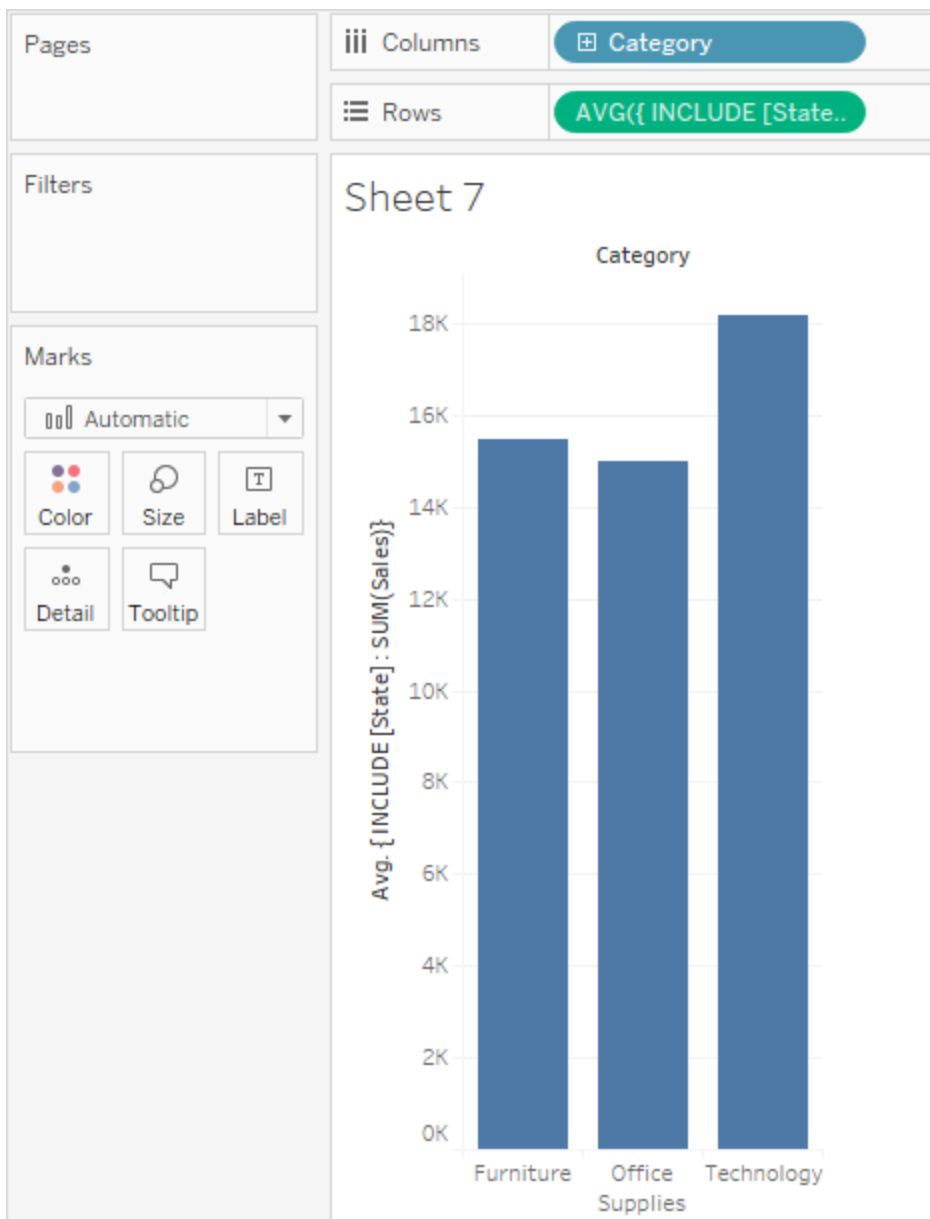 Pages
Columns
Category
Rows
AVG({ INCLUDE [State..
Filters
Marks
Automatic
Color
Size
T
Label
Detail
Tooltip
Sheet 7
Category
18K
16K
14K
12K
10K
8K
6K
4K
2K
0K
Avg. { INCLUDE [State] : SUM(Sales)}
Furniture
Office
Supplies
Technology